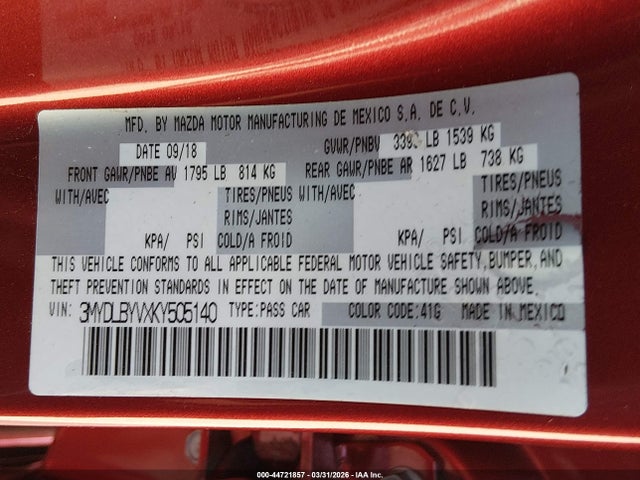 MFD. BY MAZDA MOTOR MANUFACTURING DE MEXICO S.A. DE C.V.
DATE 09/18 GVWR/PNBV LB 1539 KG
FRONT GAWR/PNBE AV 1795 LB 814 KG REAR GAWR/PNBE AR 1627 LB 738 KG
WITH/AVEC TIRES/PNEUS WITH/AVEC TIRES/PNEUS
RIMS/JANTES RIMS/JANTES
KPA/ PSI COLD/A FROID KPA/ PSI COLD/A FROID
THIS VEHICLE CONFORMS TO ALL APPLICABLE FEDERAL MOTOR VEHICLE SAFETY, BUMPER, AND
THEFT PREVENTION STANDARDS IN EFFECT ON THE DATE OF MANUFACTURE SHOWN ABOVE.
VIN: 3MYDLBYVXKY505140 TYPE: PASS CAR COLOR CODE: 41G MADE IN MEXICO
000-44721857 - 03/31/2026 - IAA Inc.